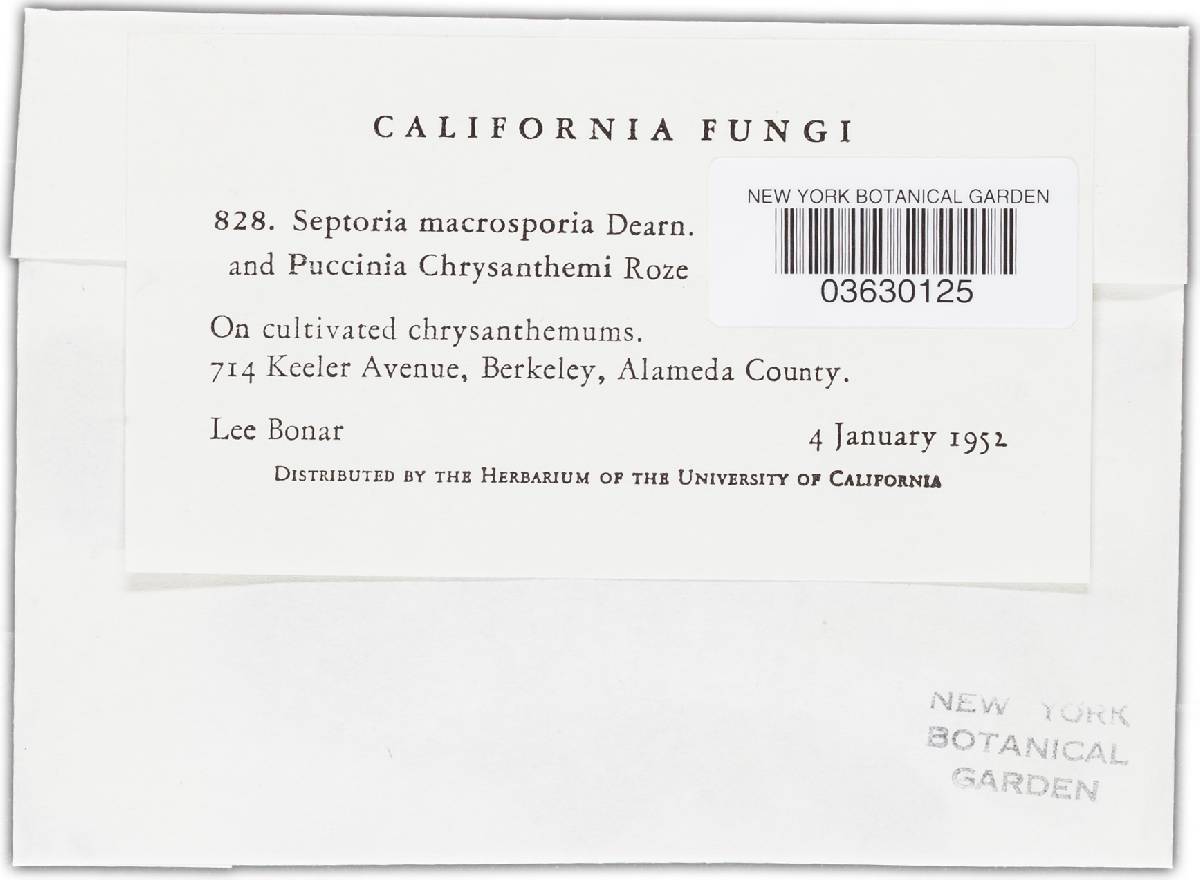 CALIFORNIA FUNGI
NEW YORK BOTANICAL GARDEN
03630125
828. Septoria macrosporia Dearn.
and Puccinia Chrysanthemi Roze
On cultivated chrysanthemums.
714 Keeler Avenue, Berkeley, Alameda County.
Lee Bonar 4 January 1952
DISTRIBUTED BY THE HERBARIUM OF THE UNIVERSITY OF CALIFORNIA
NEW YORK
BOTANICAL
GARDEN